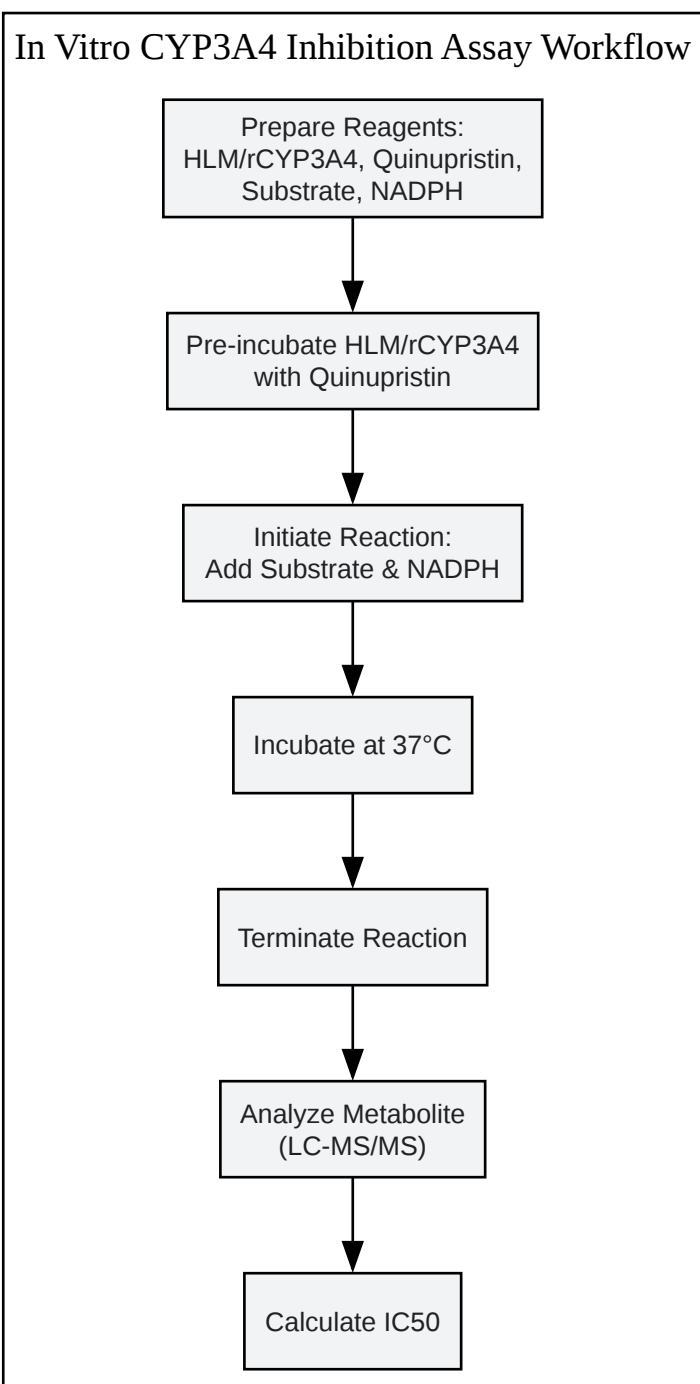 In Vitro CYP3A4 Inhibition Assay Workflow
Prepare Reagents:
HLM/rCYP3A4, Quinupristin,
Substrate, NADPH
Pre-incubate HLM/rCYP3A4
with Quinupristin
Initiate Reaction:
Add Substrate & NADPH
Incubate at 37°C
Terminate Reaction
Analyze Metabolite
(LC-MS/MS)
Calculate IC50